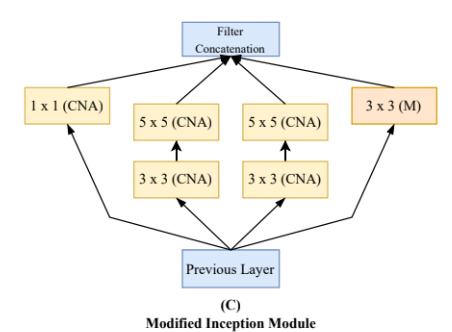 Filter
Concatenation
1 x 1 (CNA)
5 x 5 (CNA)
5 x 5 (CNA)
3 x 3 (M)
3 x 3 (CNA)
3 x 3 (CNA)
Previous Layer
(C)
Modified Inception Module